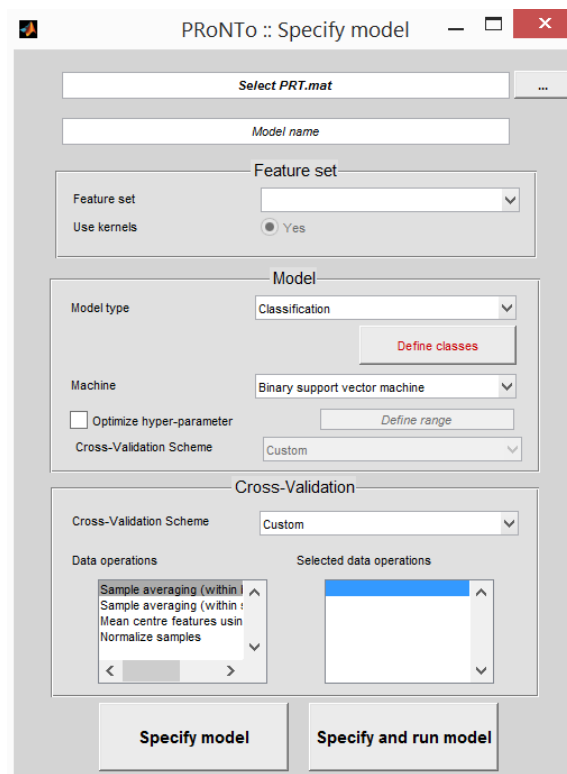 PRoNTo :: Specify model
Select PRT.mat
...
Model name
Feature set
Feature set
Use kernels
Yes
Model
Model type
Classification
Define classes
Machine
Binary support vector machine
Optimize hyper-parameter
Define range
Cross-Validation Scheme
Custom
Cross-Validation
Cross-Validation Scheme
Custom
Data operations
Selected data operations
Sample averaging (within
Sample averaging (within
Mean centre features usin
Normalize samples
Specify model
Specify and run model